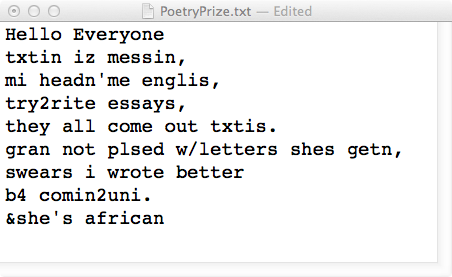 PoetryPrize.txt — Edited
Hello Everyone
txtin iz messin,
mi headn'me englis,
try2rite essays,
they all come out txtis.
gran not plsed w/letters shes getn,
swears i wrote better
b4 comin2uni.
&she's african